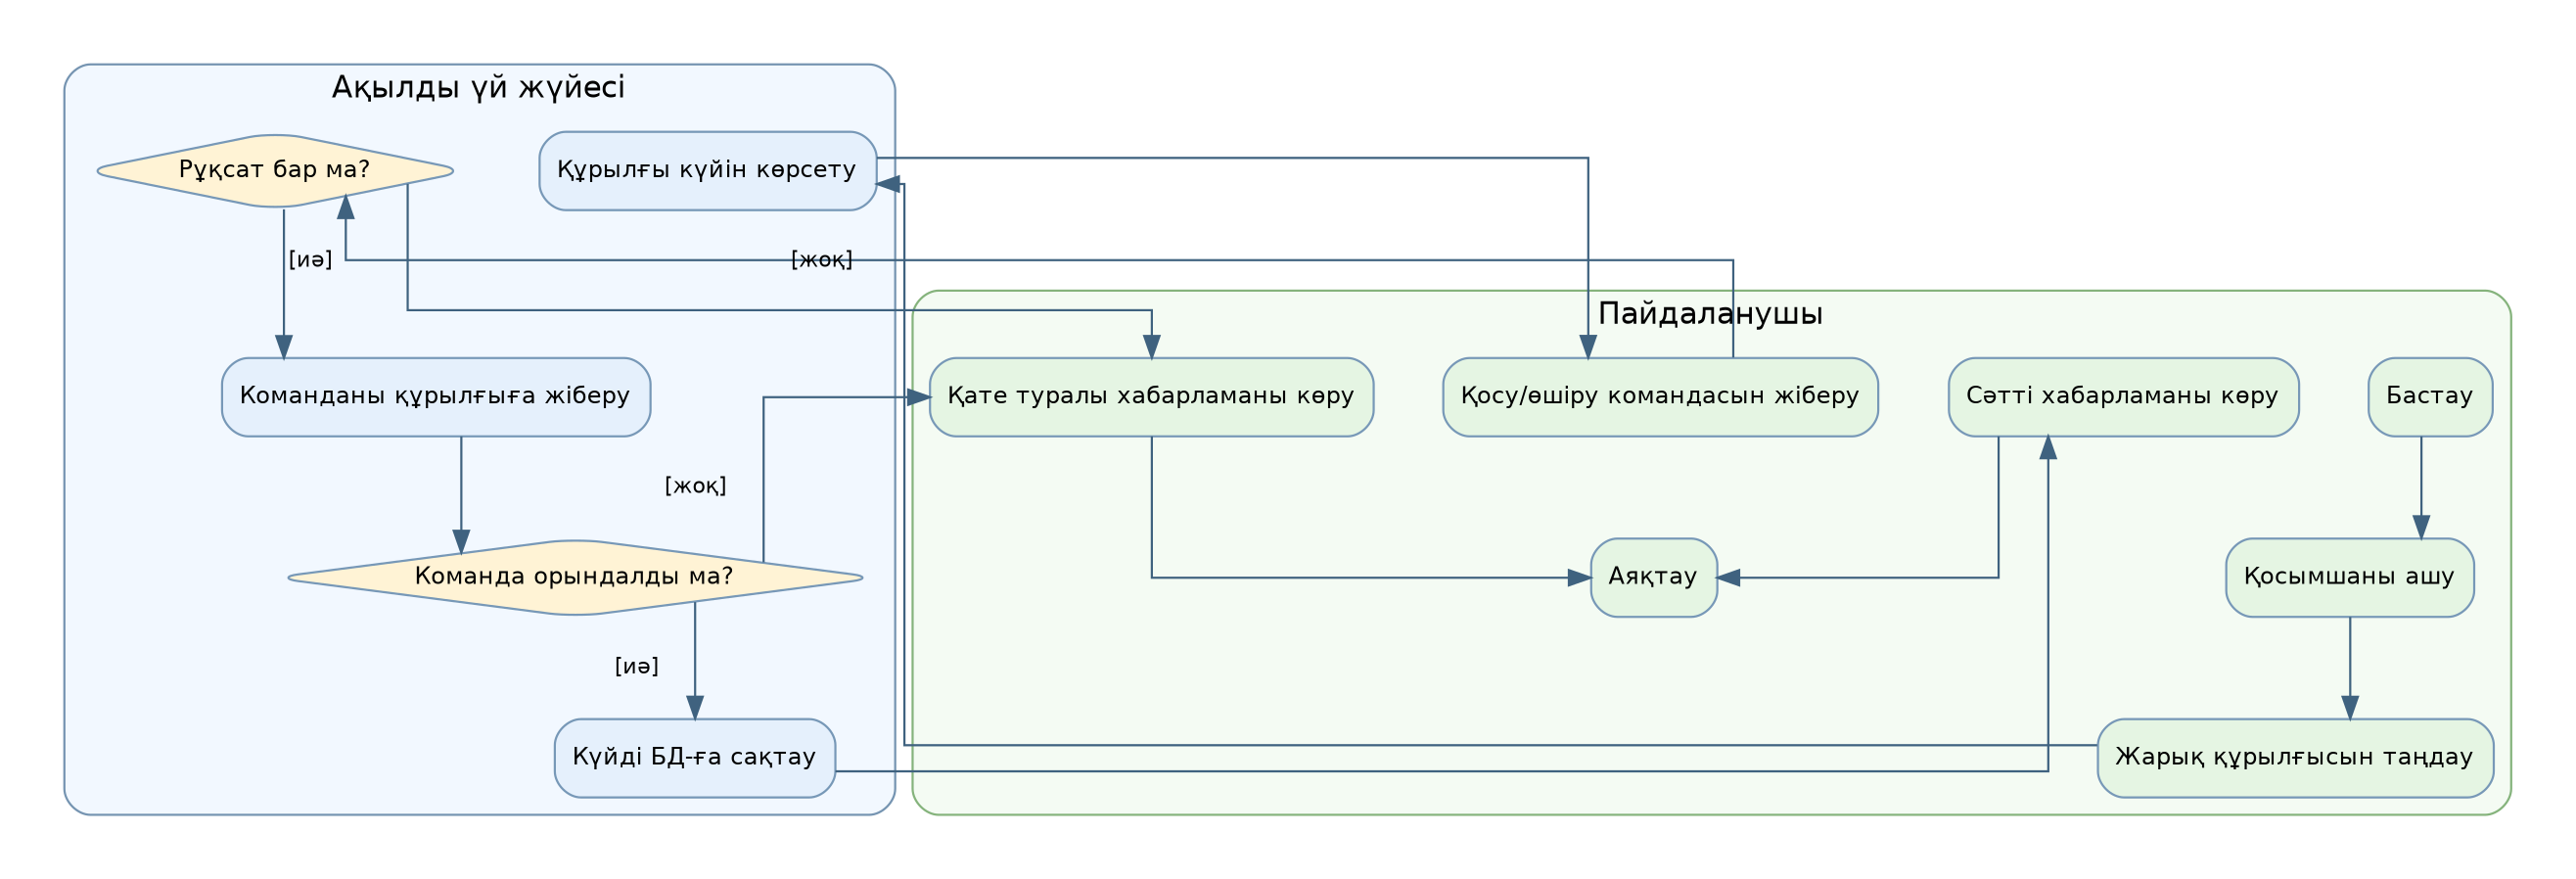 Ақылды үй жүйесі
Рұқсат бар ма?
Құрылғы күйін көрсету
[иә]
[жоқ]
Пайдаланушы
Команданы құрылғыға жіберу
Қате туралы хабарламаны көру
Қосу/өшіру командасын жіберу
Сәтті хабарламаны көру
Бастау
[жоқ]
Команда орындалды ма?
Аяқтау
Қосымшаны ашу
[иә]
Күйді БД-ға сақтау
Жарық құрылғысын таңдау